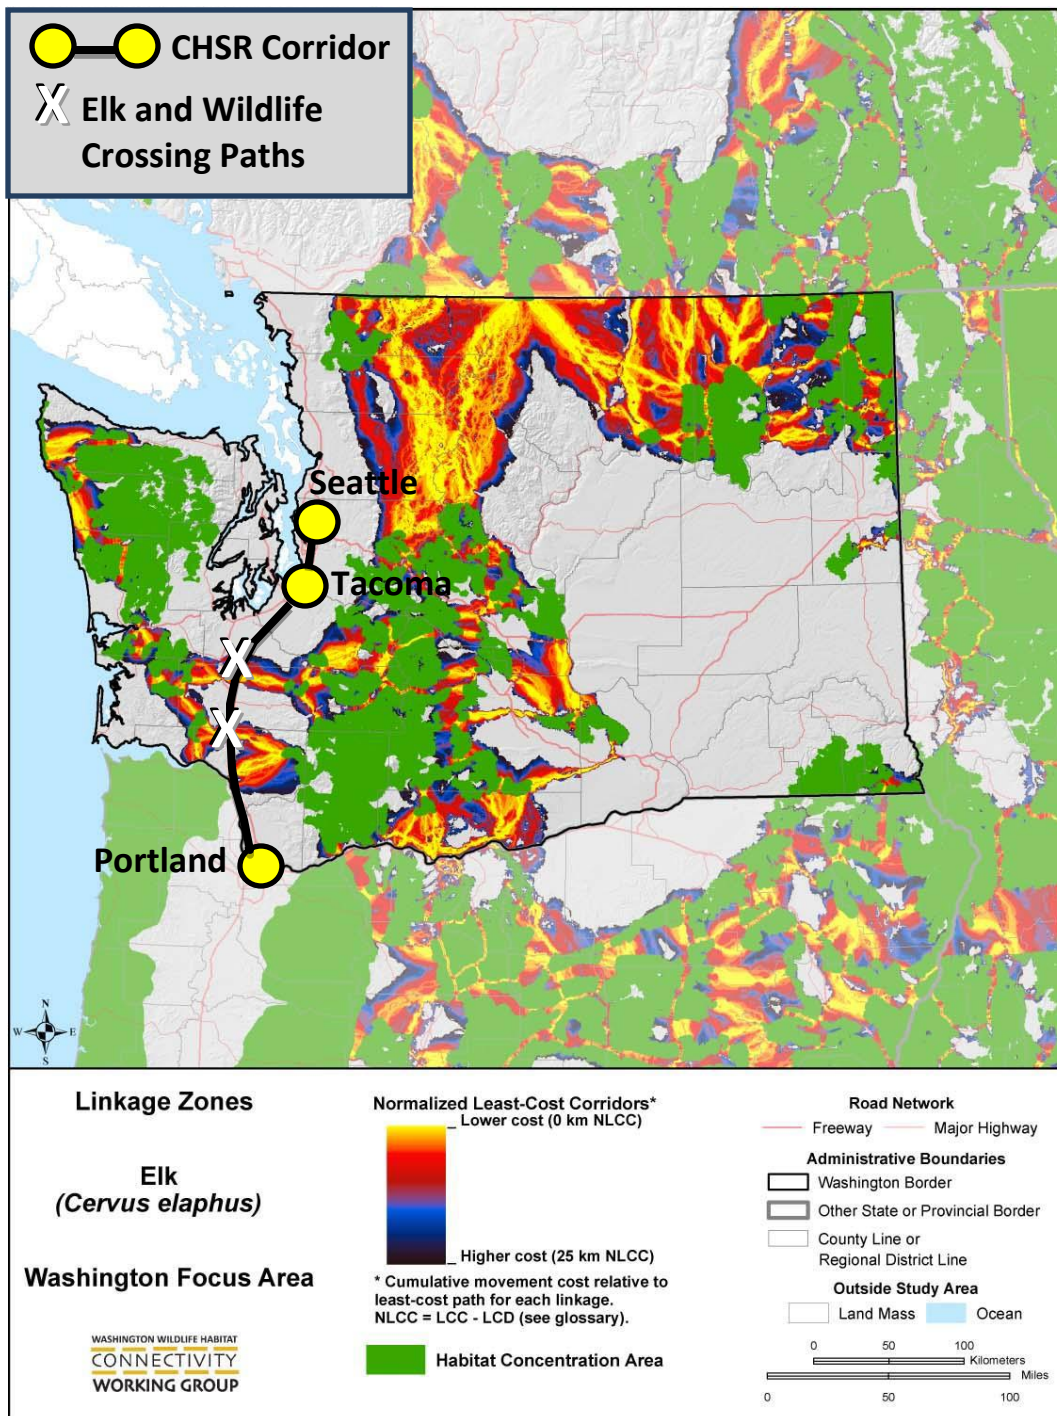 CHSR Corridor
X Elk and Wildlife
Crossing Paths
Seattle
Tacoma
X
X
Portland
N
W E
S
Linkage Zones
Elk
(Cervus elaphus)
Washington Focus Area
WASHINGTON WILDLIFE HABITAT
CONNECTIVITY
WORKING GROUP
Normalized Least-Cost Corridors*
_ Lower cost (0 km NLCC)
_ Higher cost (25 km NLCC)
* Cumulative movement cost relative to
least-cost path for each linkage.
NLCC = LCC - LCD (see glossary).
Habitat Concentration Area
Road Network
Freeway Major Highway
Administrative Boundaries
Washington Border
Other State or Provincial Border
County Line or
Regional District Line
Outside Study Area
Land Mass Ocean
0 50 100
Kilometers
Miles
0 50 100